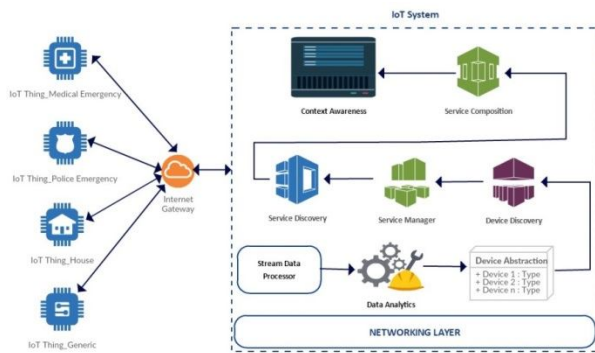 IoT System
IoT Thing_Medical Emergency
Context Awareness
Service Composition
IoT Thing_Police Emergency
Internet
Gateway
Service Discovery
Service Manager
Device Discovery
IoT Thing_House
Stream Data
Processor
Data Analytics
Device Abstraction
+ Device 1 : Type
+ Device 2 : Type
+ Device n : Type
IoT Thing_Generic
NETWORKING LAYER